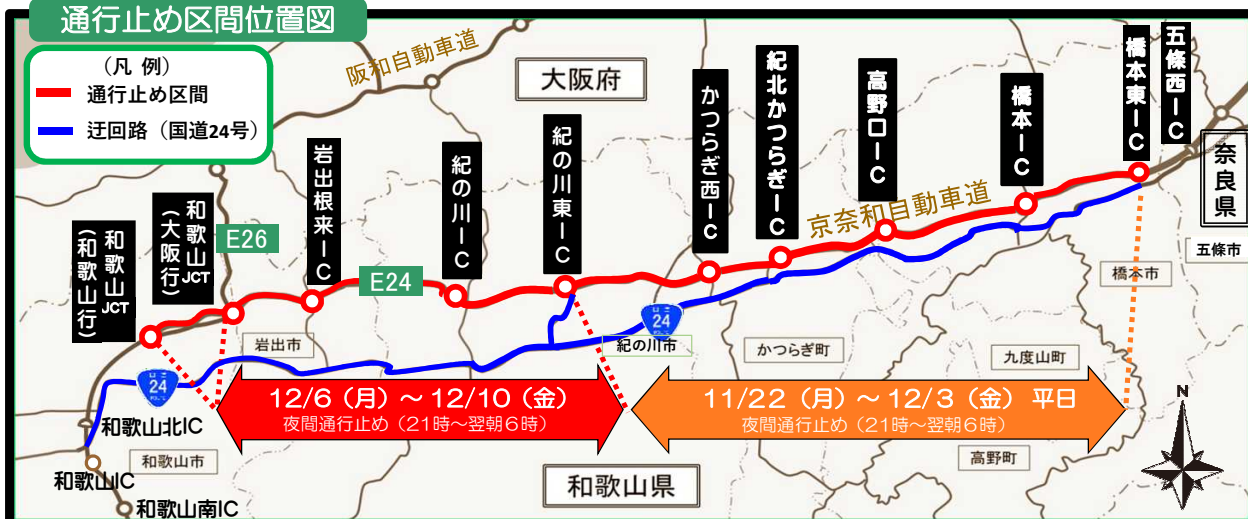 通行止め区間位置図
(凡 例)
通行止め区間
迂回路(国道24号)
阪和自動車道
大阪府
和歌山JCT
(和歌山行)
和歌山JCT
(大阪行)
E26
岩出根来IC
E24
紀の川IC
紀の川東IC
かつらぎ西IC
紀北かつらぎIC
高野口IC
橋本IC
橋本東IC
五條西IC
京奈和自動車道
奈良県
五條市
橋本市
九度山町
かつらぎ町
紀の川市
24
岩出市
24
12/6(月)~12/10(金)
夜間通行止め(21時~翌朝6時)
11/22(月)~12/3(金) 平日
夜間通行止め(21時~翌朝6時)
和歌山北IC
和歌山市
和歌山IC
和歌山南IC
和歌山県
高野町
N